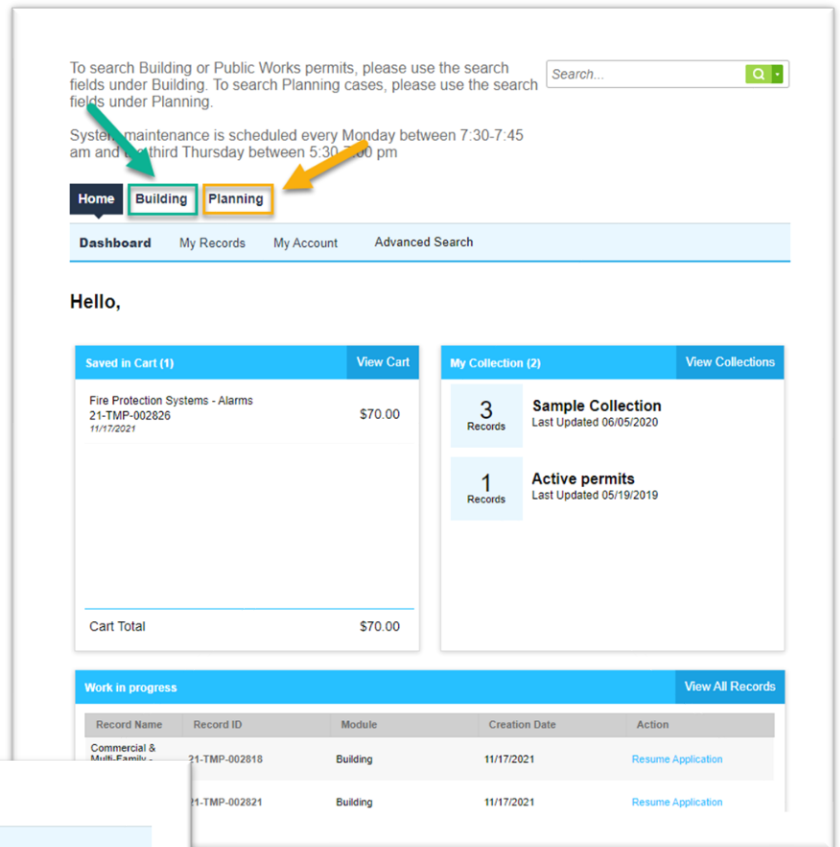 To search Building or Public Works permits, please use the search
fields under Building. To search Planning cases, please use the search
fields under Planning.
Search...
System maintenance is scheduled every Monday between 7:30-7:45
am and third Thursday between 5:30 pm
Home Building Planning
Dashboard My Records My Account Advanced Search
Hello,
Saved in Cart (1) View Cart
Fire Protection Systems - Alarms
21-TMP-002826 $70.00
11/17/2021
Cart Total $70.00
My Collection (2) View Collections
3 Records
Sample Collection
Last Updated 06/05/2020
1 Records
Active permits
Last Updated 05/19/2019
Work in progress View All Records
Record Name Record ID Module Creation Date Action
Commercial &
Multi-Family - 21-TMP-002818 Building 11/17/2021 Resume Application
21-TMP-002821 Building 11/17/2021 Resume Application